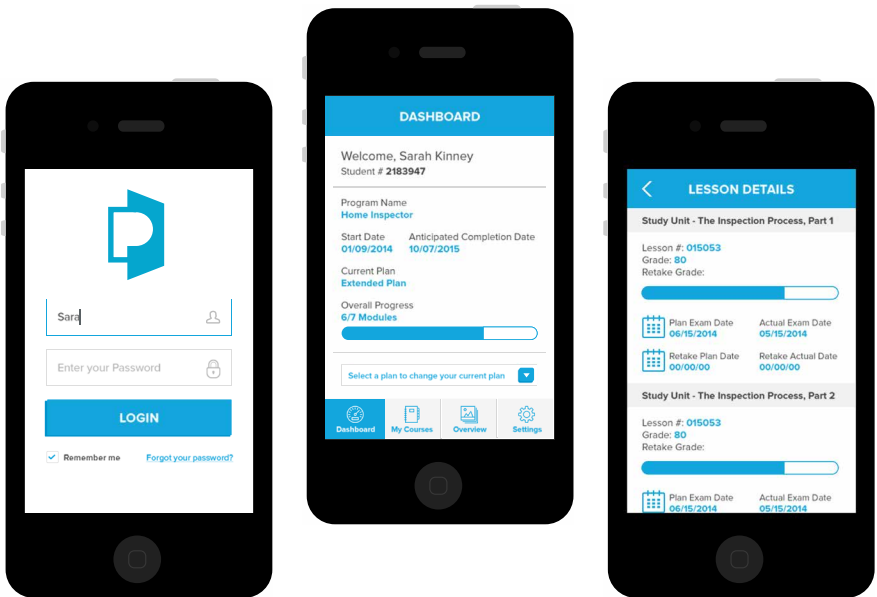 Sara
Enter your Password
LOGIN
Remember me Forgot your password?
DASHBOARD
Welcome, Sarah Kinney
Student # 2183947
Program Name
Home Inspector
Start Date Anticipated Completion Date
01/09/2014 10/07/2015
Current Plan
Extended Plan
Overall Progress
6/7 Modules
Select a plan to change your current plan
Dashboard My Courses Overview Settings
LESSON DETAILS
Study Unit - The Inspection Process, Part 1
Lesson #: 015053
Grade: 80
Retake Grade:
Plan Exam Date Actual Exam Date
06/15/2014 05/15/2014
Retake Plan Date Retake Actual Date
00/00/00 00/00/00
Study Unit - The Inspection Process, Part 2
Lesson #: 015053
Grade: 80
Retake Grade:
Plan Exam Date Actual Exam Date
06/15/2014 05/15/2014